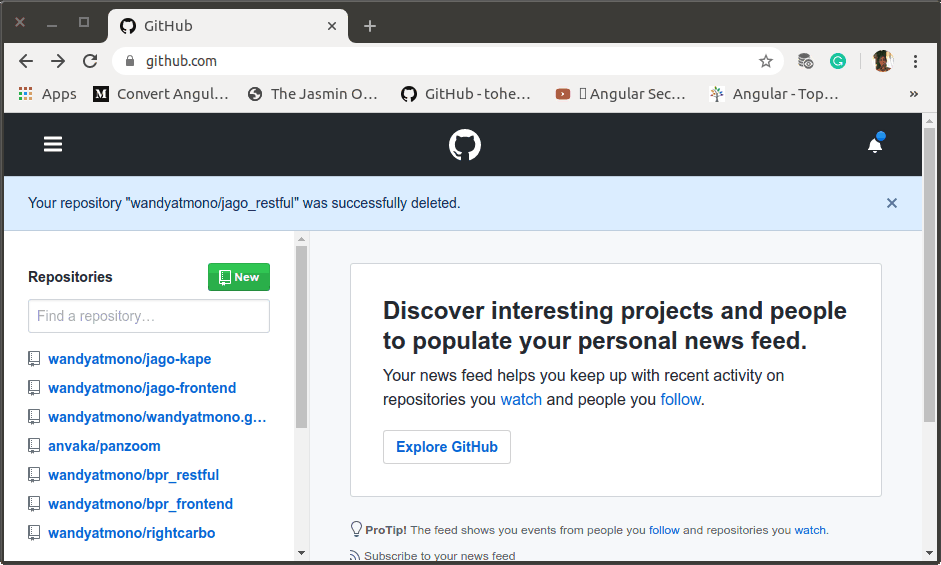 GitHub
github.com
Apps
Convert Angul...
The Jasmin O...
GitHub - tohe...
Angular Sec...
Angular - Top...
»
Your repository "wandyatmono/jago_restful" was successfully deleted.
Repositories
New
Find a repository…
wandyatmono/jago-kape
wandyatmono/jago-frontend
wandyatmono/wandyatmono.g…
anvaka/panzoom
wandyatmono/bpr_restful
wandyatmono/bpr_frontend
wandyatmono/rightcarbo
Discover interesting projects and people
to populate your personal news feed.
Your news feed helps you keep up with recent activity on
repositories you watch and people you follow.
Explore GitHub
ProTip! The feed shows you events from people you follow and repositories you watch.
Subscribe to your news feed